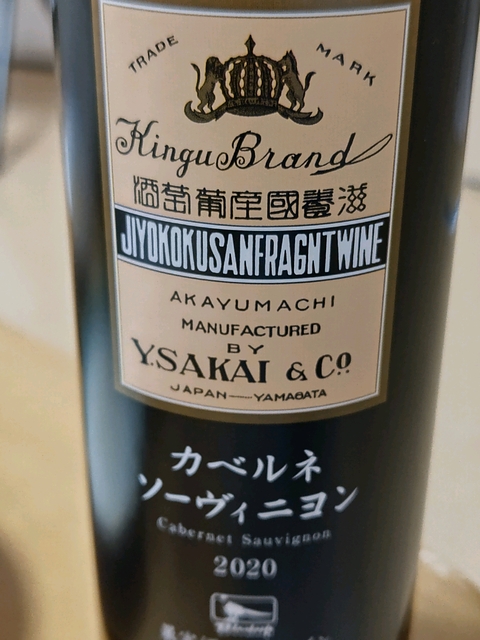 TRADE MARK
Kingu Brand
酒萄葡産國養滋
JIYOKOKUSANFRAGNTWINE
AKAYUMACHI
MANUFACTURED
BY
Y.SAKAI & Co.
JAPAN—YAMAGATA
カベルネ
ソーヴィニヨン
Cabernet Sauvignon
2020